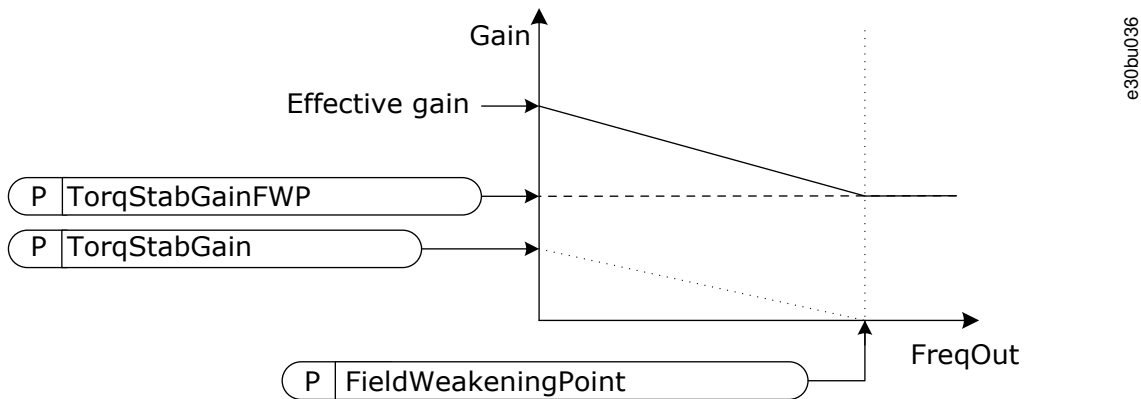 Gain
Effective gain
P TorqStabGainFWP
P TorqStabGain
FreqOut
P FieldWeakeningPoint
e30bu036